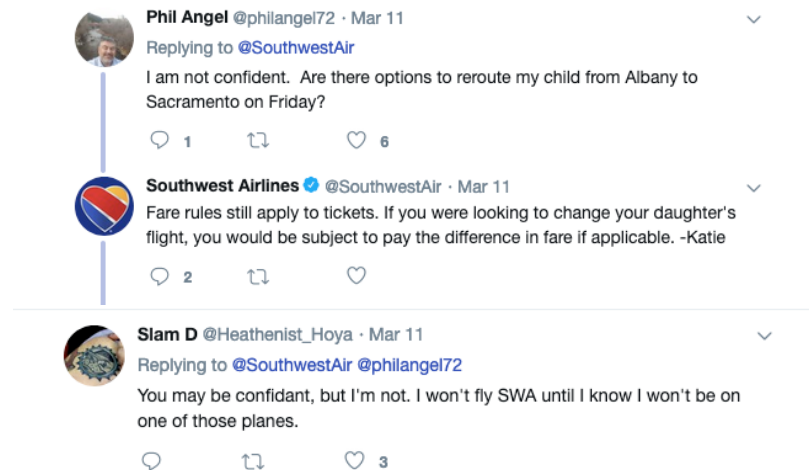 Phil Angel @philangel72 · Mar 11
Replying to @SouthwestAir
I am not confident. Are there options to reroute my child from Albany to
Sacramento on Friday?
1 6
Southwest Airlines @SouthwestAir · Mar 11
Fare rules still apply to tickets. If you were looking to change your daughter's
flight, you would be subject to pay the difference in fare if applicable. -Katie
2
Slam D @Heathenist_Hoya · Mar 11
Replying to @SouthwestAir @philangel72
You may be confidant, but I'm not. I won't fly SWA until I know I won't be on
one of those planes.
3